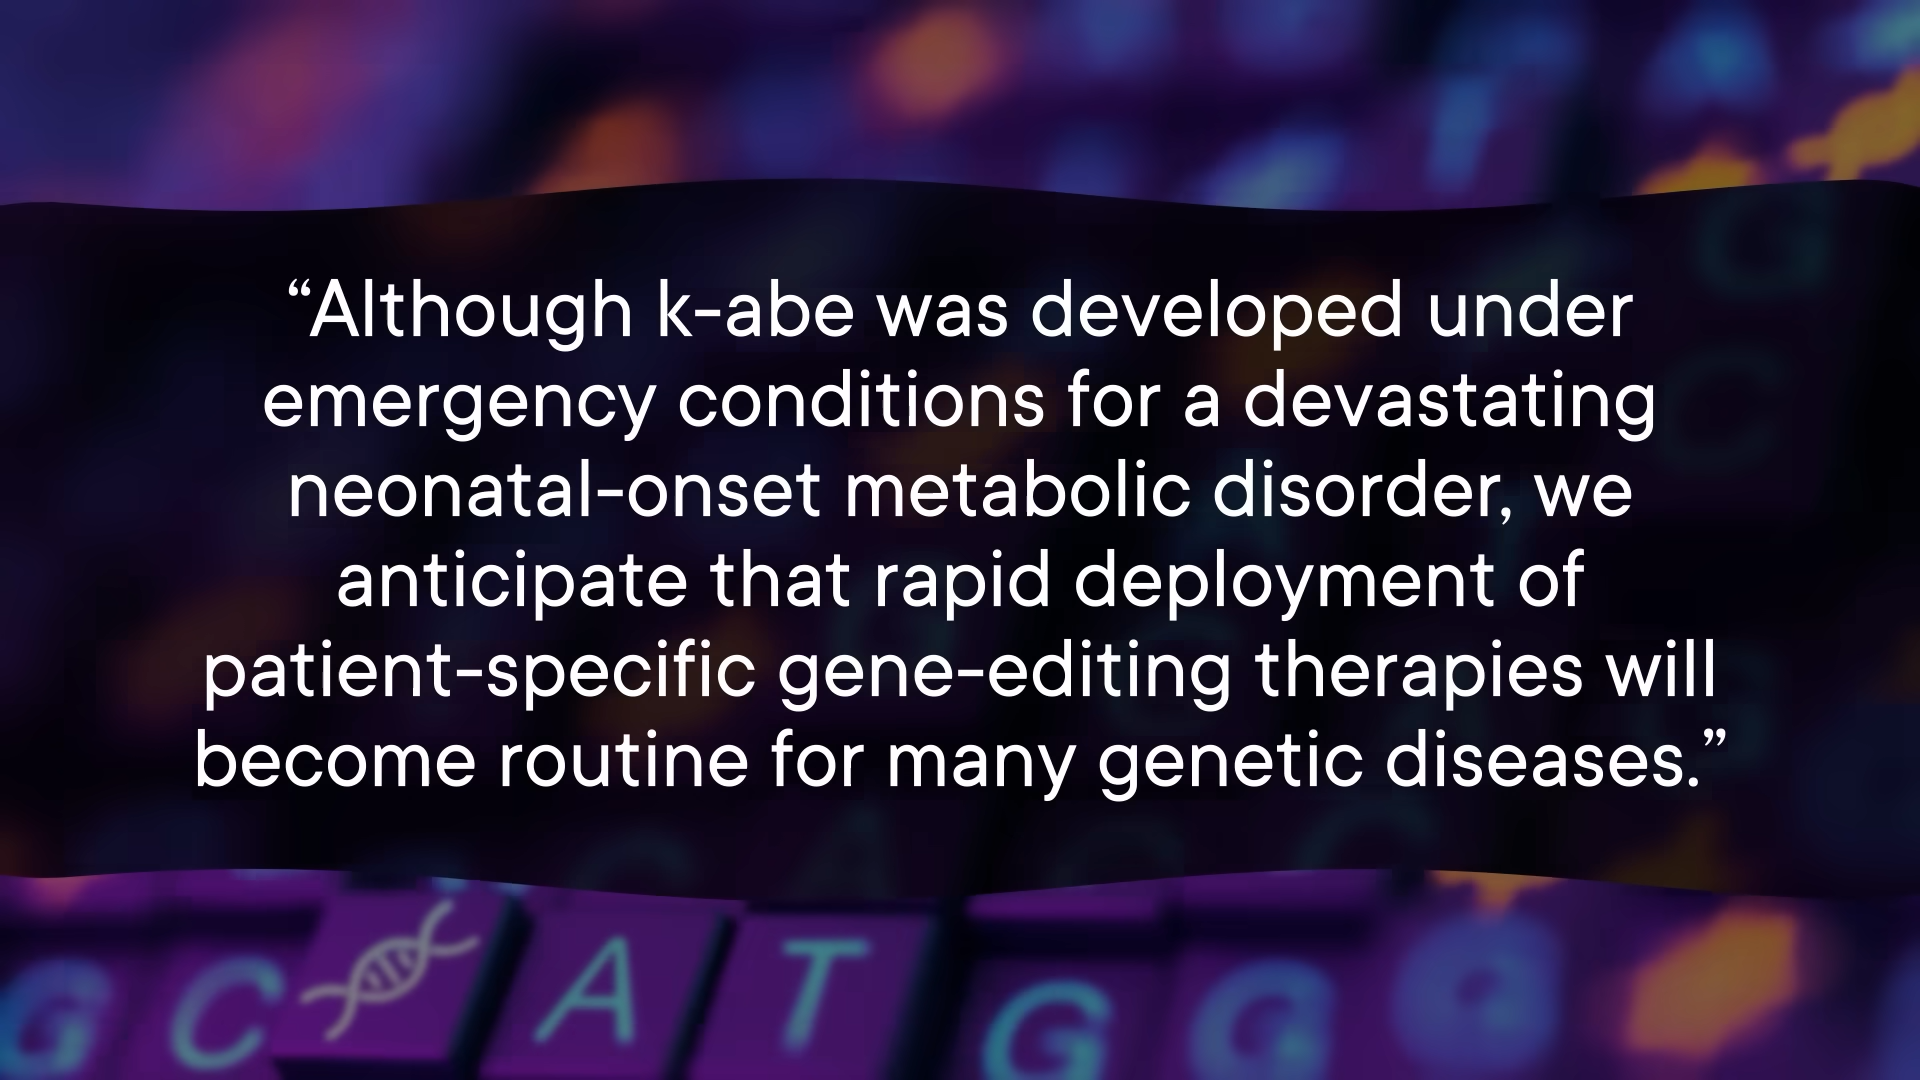 “Although k-abe was developed under
emergency conditions for a devastating
neonatal-onset metabolic disorder, we
anticipate that rapid deployment of
patient-specific gene-editing therapies will
become routine for many genetic diseases.”
G C A T G G